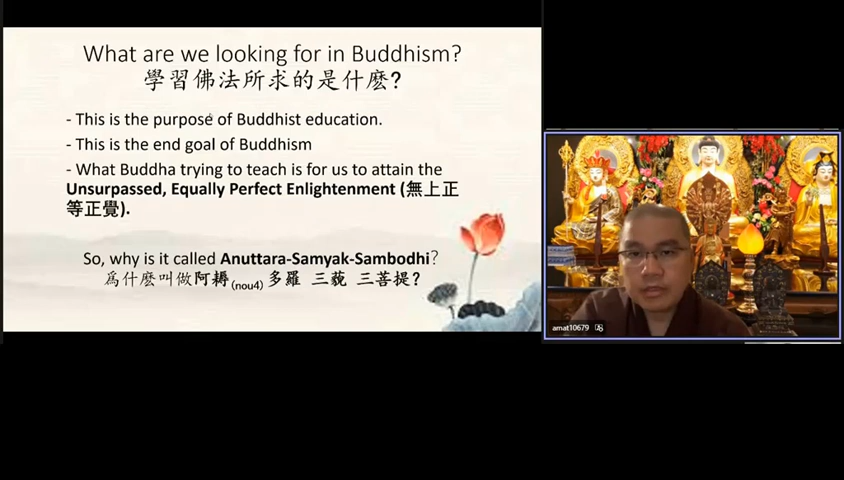 What are we looking for in Buddhism?
學習佛法所求的是什麼?
- This is the purpose of Buddhist education.
- This is the end goal of Buddhism
- What Buddha trying to teach is for us to attain the
Unsurpassed, Equally Perfect Enlightenment (無上正
等正覺).
So, why is it called Anuttara-Samyak-Sambodhi?
爲什麼叫做阿耨(nou4) 多羅 三藐 三菩提?
amat10679